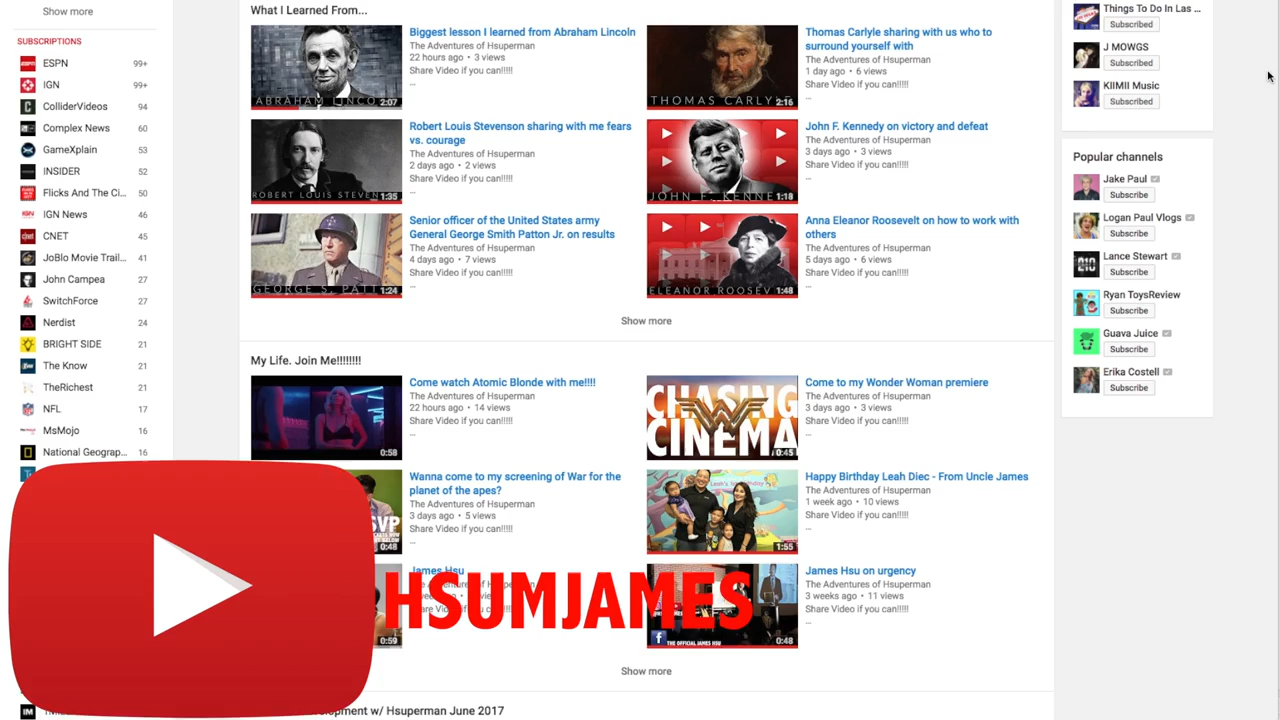 Show more
SUBSCRIPTIONS
ESPN 99+
IGN 99+
ColliderVideos 94
Complex News 60
GameXplain 53
INSIDER 52
Flicks And The Ci... 50
IGN News 46
CNET 45
JoBlo Movie Trail... 41
John Campea 27
SwitchForce 27
Nerdist 24
BRIGHT SIDE 21
The Know 21
TheRichest 21
NFL 17
MsMojo 16
National Geograp... 16
What I Learned From...
ABRAHAM LINCO 2:07
Biggest lesson I learned from Abraham Lincoln
The Adventures of Hsuperman
22 hours ago • 3 views
Share Video if you can!!!!!
...
THOMAS CARLYLE 2:16
Thomas Carlyle sharing with us who to
surround yourself with
The Adventures of Hsuperman
1 day ago • 6 views
Share Video if you can!!!!!
...
ROBERT LOUIS STEVEN 1:35
Robert Louis Stevenson sharing with me fears
vs. courage
The Adventures of Hsuperman
2 days ago • 2 views
Share Video if you can!!!!!
...
JOHN F. KENNE 1:18
John F. Kennedy on victory and defeat
The Adventures of Hsuperman
3 days ago • 3 views
Share Video if you can!!!!!
...
GEORGE S. PATT 1:24
Senior officer of the United States army
General George Smith Patton Jr. on results
The Adventures of Hsuperman
4 days ago • 7 views
Share Video if you can!!!!!
...
ELEANOR ROOSEV 1:48
Anna Eleanor Roosevelt on how to work with
others
The Adventures of Hsuperman
5 days ago • 6 views
Share Video if you can!!!!!
...
Show more
My Life. Join Me!!!!!!!!
0:58
Come watch Atomic Blonde with me!!!!
The Adventures of Hsuperman
22 hours ago • 14 views
Share Video if you can!!!!!
...
CHASING
CINEMA
0:45
Come to my Wonder Woman premiere
The Adventures of Hsuperman
3 days ago • 3 views
Share Video if you can!!!!!
...
SVP
0:48
Wanna come to my screening of War for the
planet of the apes?
The Adventures of Hsuperman
3 days ago • 5 views
Share Video if you can!!!!!
...
1:55
Happy Birthday Leah Diec - From Uncle James
The Adventures of Hsuperman
1 week ago • 10 views
Share Video if you can!!!!!
...
0:59
James Hsu
HSUMJAMES
THE OFFICIAL JAMES HSU 0:48
James Hsu on urgency
The Adventures of Hsuperman
3 weeks ago • 11 views
Share Video if you can!!!!!
...
Show more
IM
w/ Hsuperman June 2017
Things To Do In Las ...
Subscribed
J MOWGS
Subscribed
KIIMII Music
Subscribed
Popular channels
Jake Paul
Subscribe
Logan Paul Vlogs
Subscribe
Lance Stewart
Subscribe
Ryan ToysReview
Subscribe
Guava Juice
Subscribe
Erika Costell
Subscribe